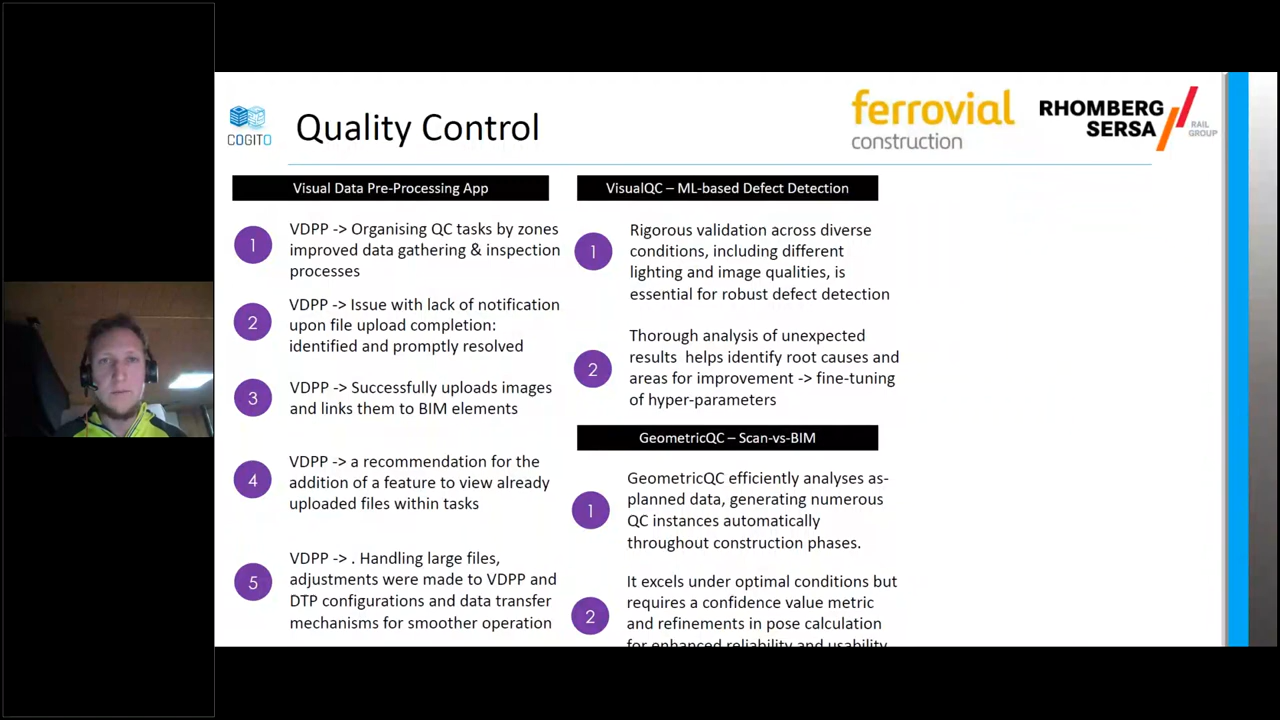 COGITO
Quality Control
ferrovial
construction
RHOMBERG
SERSA
RAIL
GROUP
Visual Data Pre-Processing App
1
VDPP -> Organising QC tasks by zones
improved data gathering & inspection
processes
2
VDPP -> Issue with lack of notification
upon file upload completion:
identified and promptly resolved
3
VDPP -> Successfully uploads images
and links them to BIM elements
4
VDPP -> a recommendation for the
addition of a feature to view already
uploaded files within tasks
5
VDPP -> . Handling large files,
adjustments were made to VDPP and
DTP configurations and data transfer
mechanisms for smoother operation
VisualQC – ML-based Defect Detection
1
Rigorous validation across diverse
conditions, including different
lighting and image qualities, is
essential for robust defect detection
2
Thorough analysis of unexpected
results  helps identify root causes and
areas for improvement -> fine-tuning
of hyper-parameters
GeometricQC – Scan-vs-BIM
1
GeometricQC efficiently analyses as-
planned data, generating numerous
QC instances automatically
throughout construction phases.
2
It excels under optimal conditions but
requires a confidence value metric
and refinements in pose calculation
for enhanced reliability and usability